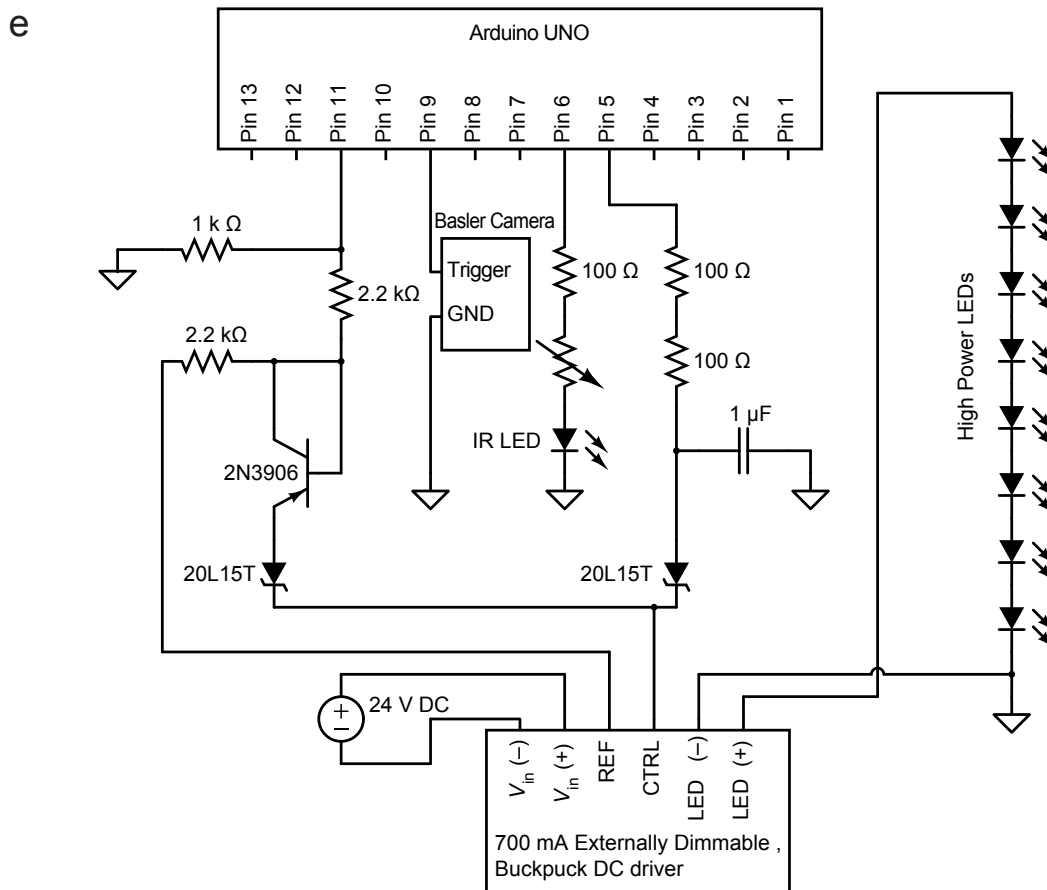 e
Arduino UNO
Pin 13
Pin 12
Pin 11
Pin 10
Pin 9
Pin 8
Pin 7
Pin 6
Pin 5
Pin 4
Pin 3
Pin 2
Pin 1
1 k Ω
Basler Camera
Trigger
GND
100 Ω
100 Ω
2.2 kΩ
2.2 kΩ
100 Ω
1 µF
IR LED
2N3906
20L15T
20L15T
High Power LEDs
24 V DC
+
−
Vin (−)
Vin (+)
REF
CTRL
LED (−)
LED (+)
700 mA Externally Dimmable ,
Buckpuck DC driver